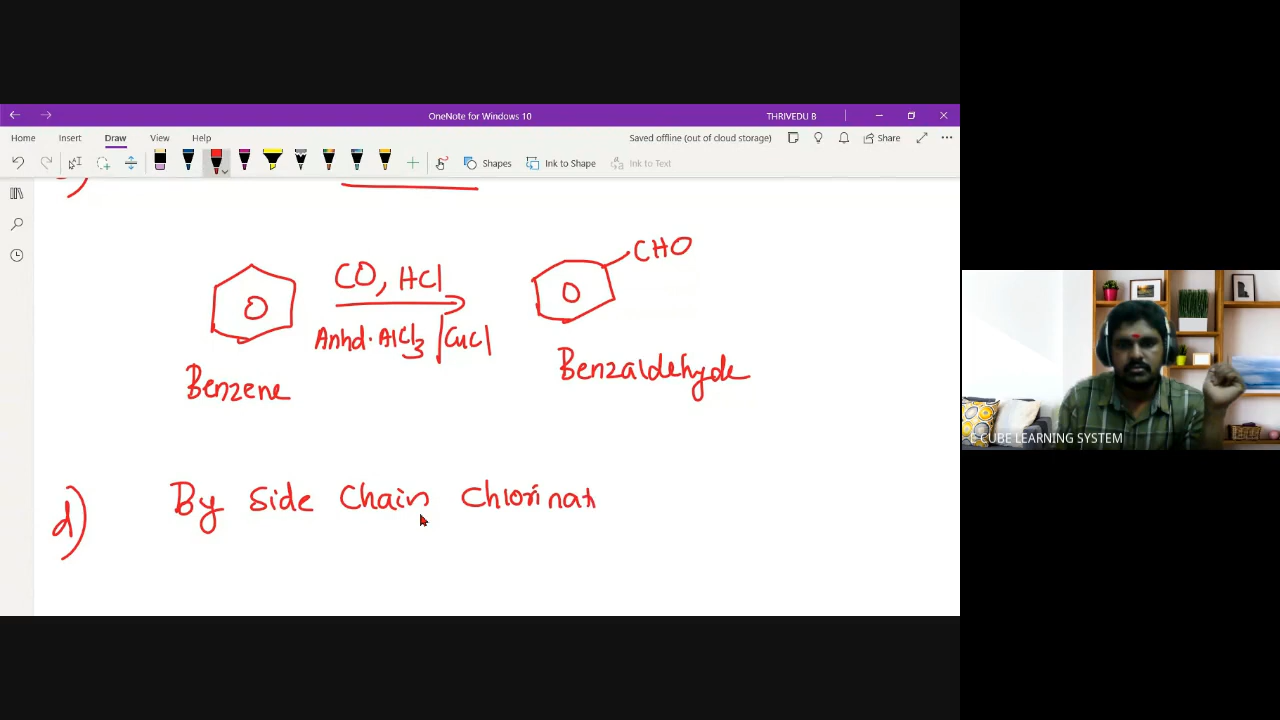 OneNote for Windows 10
THRIVEDU B
Home Insert Draw View Help
Saved offline (out of cloud storage)
Share
Shapes
Ink to Shape
Ink to Text
CO, HCl
Anhd. AlCl3 / CuCl
CHO
Benzene
Benzaldehyde
d) By Side Chain Chlorinat
E CUBE LEARNING SYSTEM